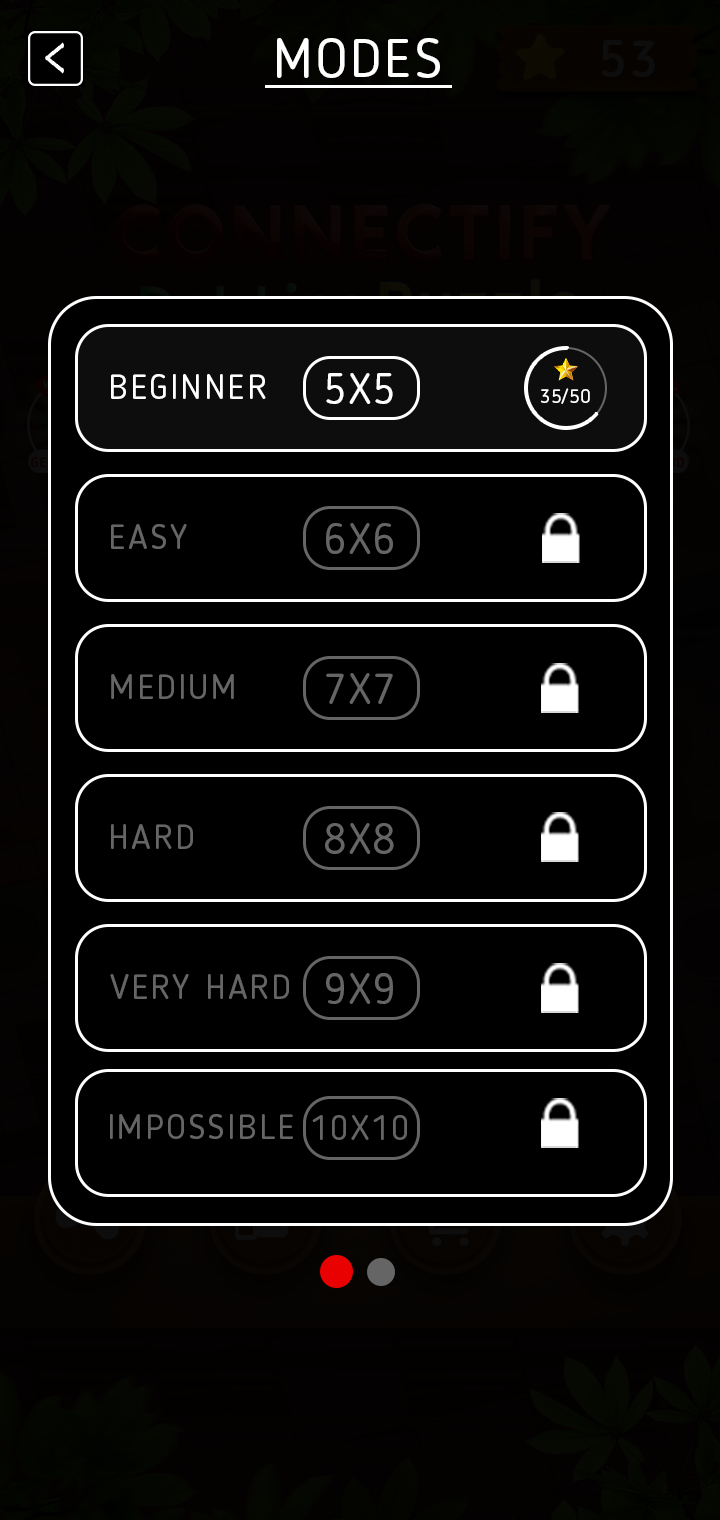 MODES
53
CONNECTIFY
BEGINNER 5X5 35/50
EASY 6X6
MEDIUM 7X7
HARD 8X8
VERY HARD 9X9
IMPOSSIBLE 10X10